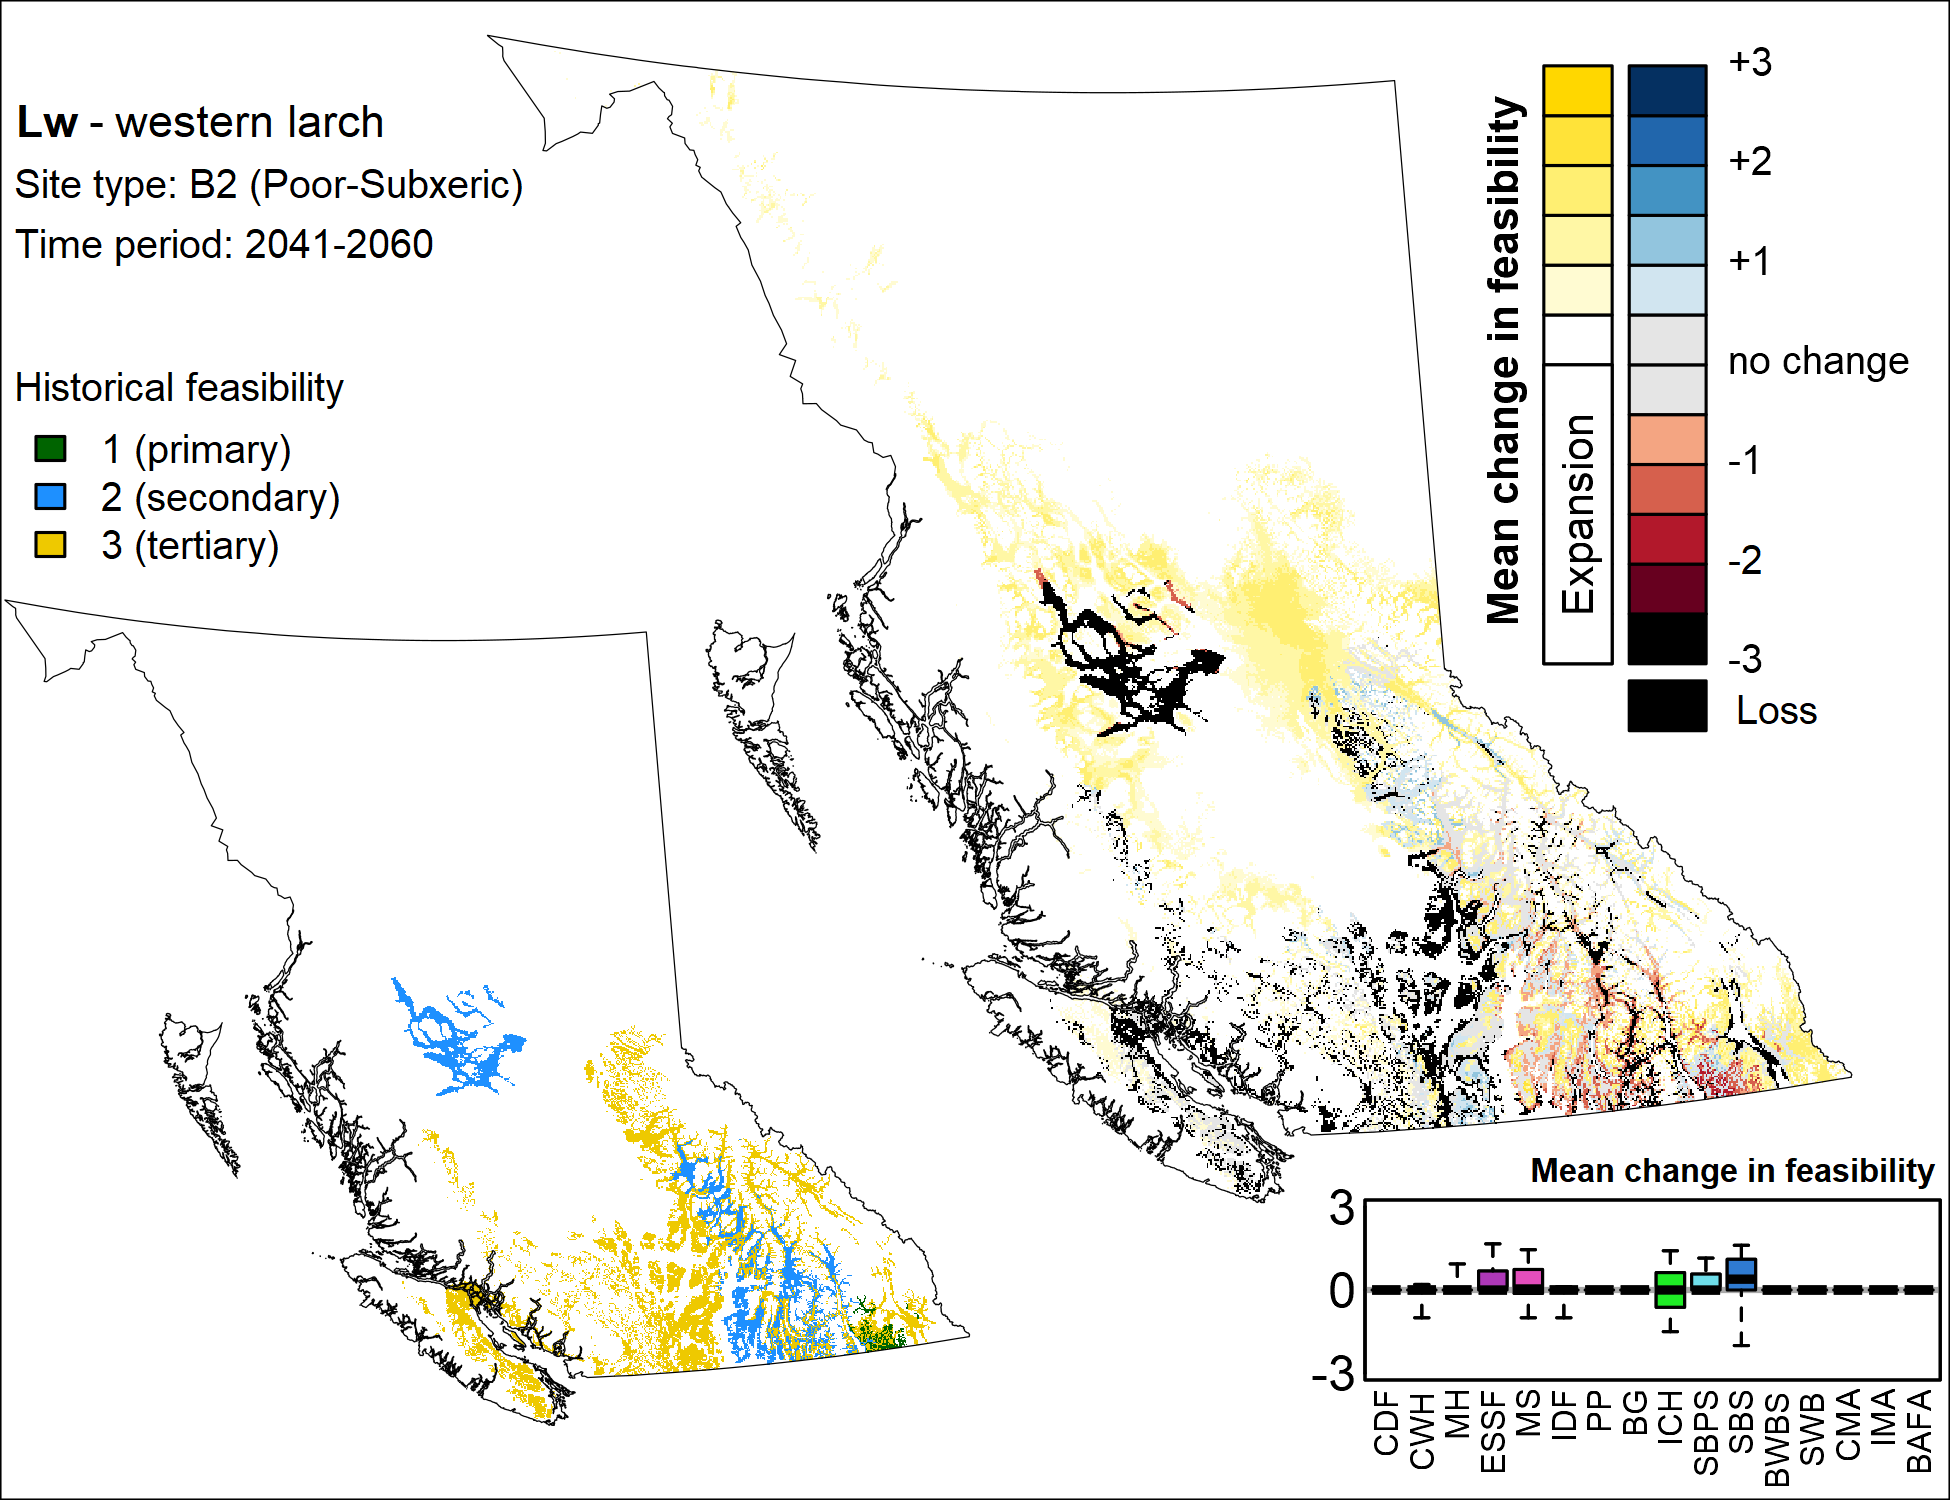 Lw - western larch
Site type: B2 (Poor-Subxeric)
Time period: 2041-2060
Historical feasibility
1 (primary)
2 (secondary)
3 (tertiary)
Mean change in feasibility
Expansion
+3
+2
+1
no change
-1
-2
-3
Loss
Mean change in feasibility
3
0
-3
CDF
CWH
MH
ESSF
MS
IDF
PP
BG
ICH
SBPS
SBS
BWBS
SWB
CMA
IMA
BAFA